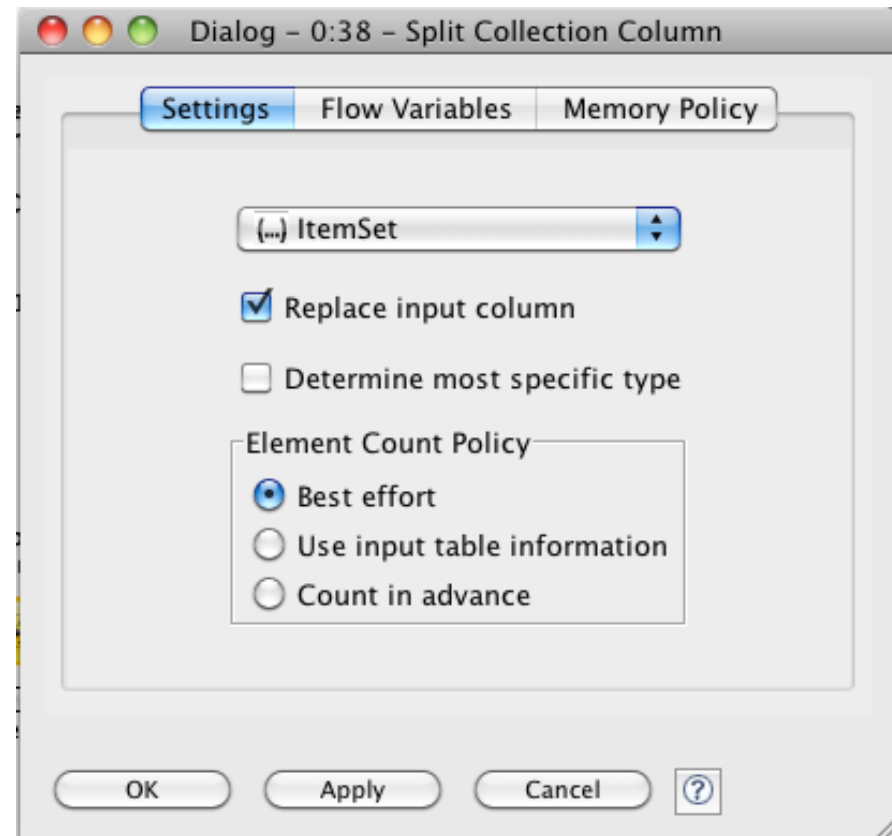 Dialog – 0:38 – Split Collection Column
Settings Flow Variables Memory Policy
(...) ItemSet
Replace input column
Determine most specific type
Element Count Policy
Best effort
Use input table information
Count in advance
OK Apply Cancel ?